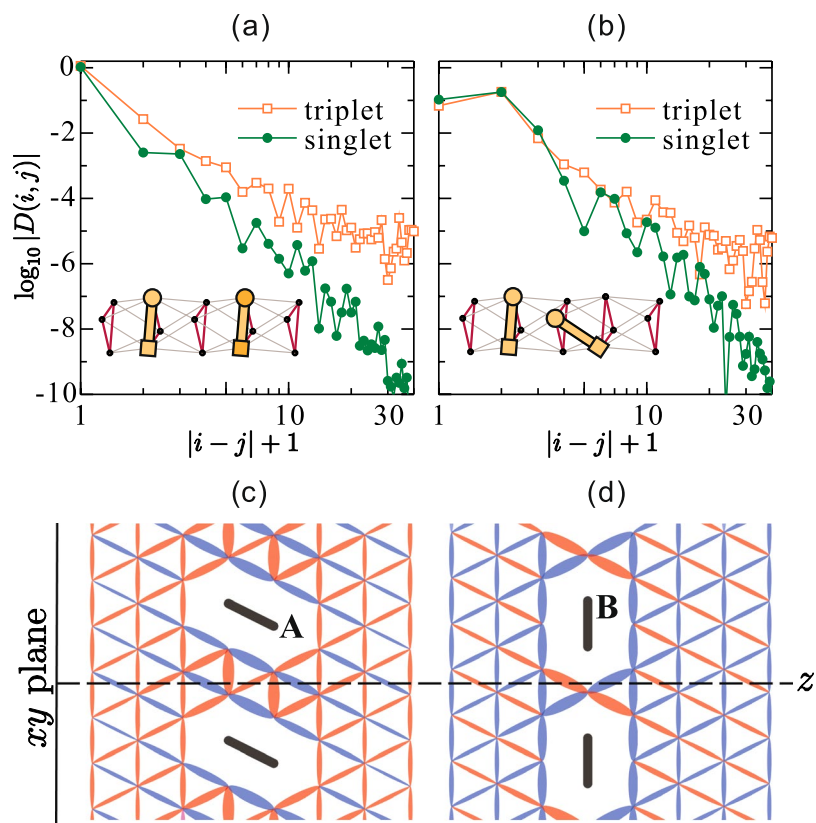 (a)
(b)
0
-2
-4
-6
-8
-10
log₁₀ |D(i, j)|
triplet
singlet
triplet
singlet
1
10
30
1
10
30
|i − j| + 1
|i − j| + 1
(c)
(d)
A
B
xy plane
z